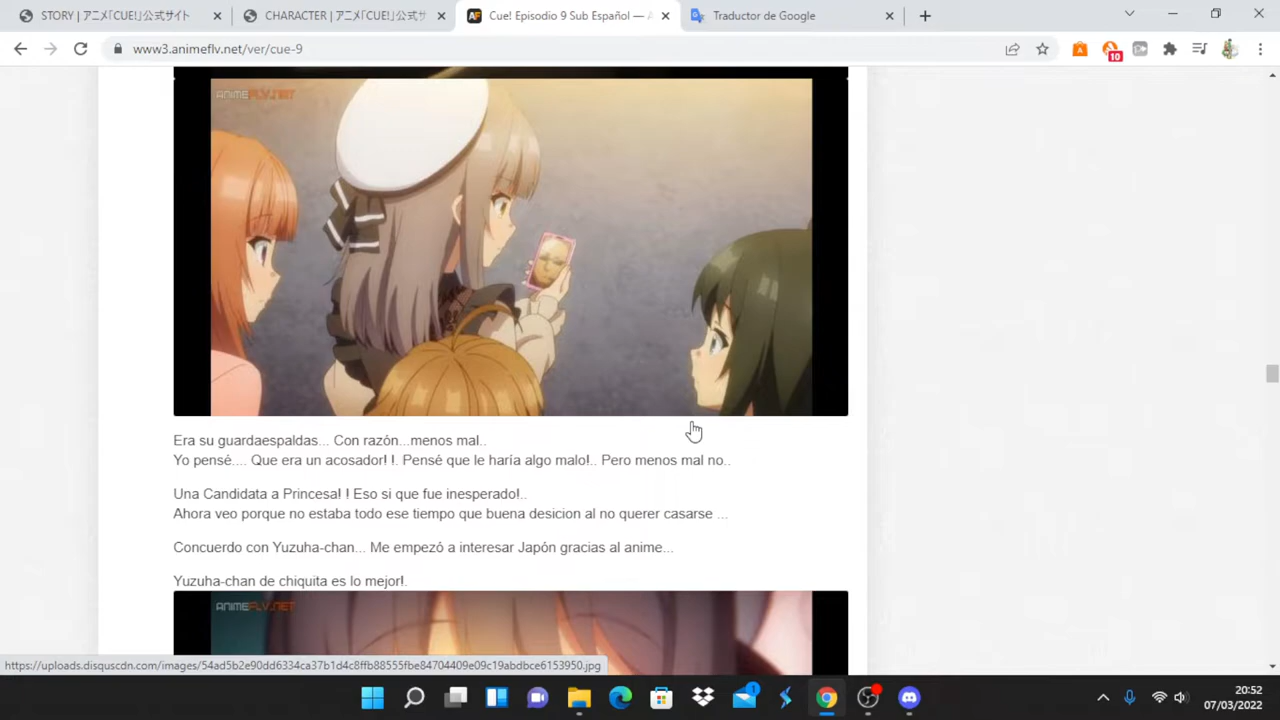 STORY | アニメ「CUE!」公式サイト
CHARACTER | アニメ「CUE!」公式サ
Cue! Episodio 9 Sub Español — A
Traductor de Google
www3.animeflv.net/ver/cue-9
10
ANIMEFLV.NET
Era su guardaespaldas... Con razón...menos mal..
Yo pensé.... Que era un acosador! !. Pensé que le haría algo malo!.. Pero menos mal no..
Una Candidata a Princesa! ! Eso si que fue inesperado!..
Ahora veo porque no estaba todo ese tiempo que buena desicion al no querer casarse ...
Concuerdo con Yuzuha-chan... Me empezó a interesar Japón gracias al anime...
Yuzuha-chan de chiquita es lo mejor!.
ANIMEFLV.NET
https://uploads.disquscdn.com/images/54ad5b2e90dd6334ca37b1d4c8ffb88555fbe84704409e09c19abdbce6153950.jpg
1
20:52
07/03/2022